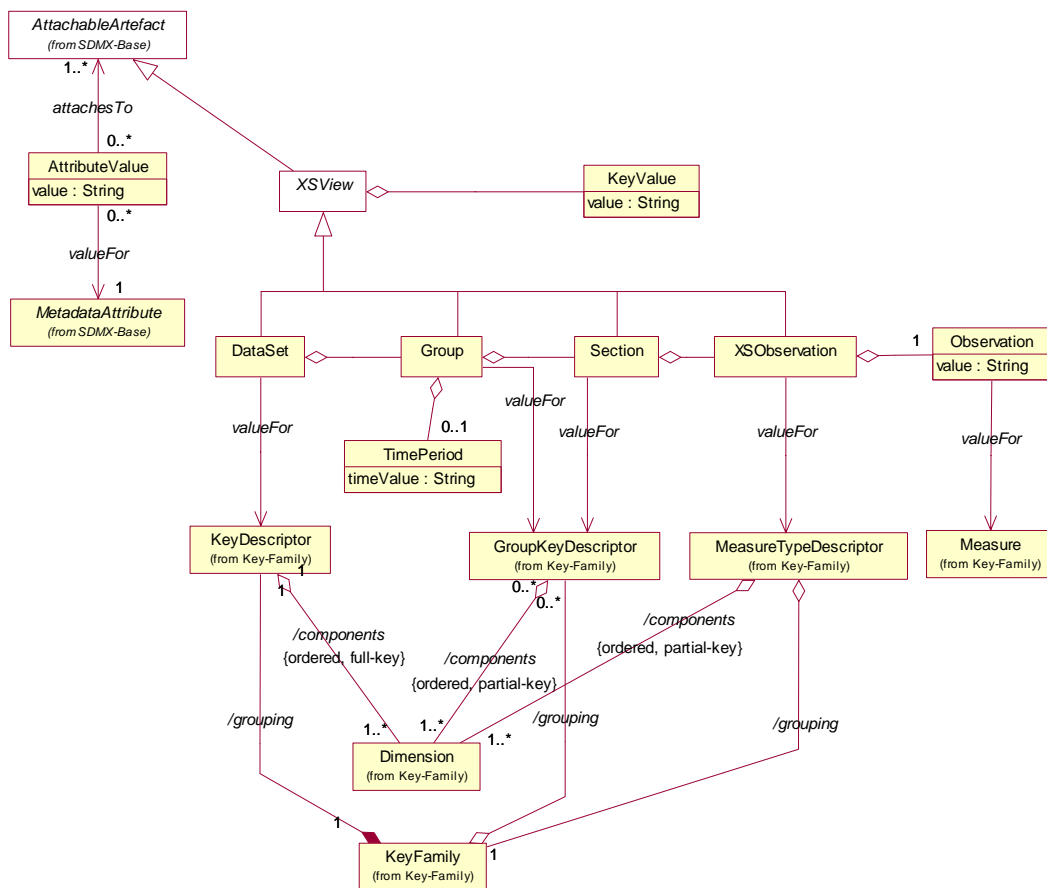 AttachableArtefact
(from SDMX-Base)
1..*
attachesTo
0..*
AttributeValue
value : String
0..*
valueFor
1
MetadataAttribute
(from SDMX-Base)
XSView
KeyValue
value : String
DataSet
Group
Section
XSObservation
1
Observation
value : String
valueFor
valueFor
valueFor
valueFor
valueFor
0..1
TimePeriod
timeValue : String
KeyDescriptor
(from Key-Family)
GroupKeyDescriptor
(from Key-Family)
MeasureTypeDescriptor
(from Key-Family)
Measure
(from Key-Family)
1
1
0..*
0..*
/components
{ordered, full-key}
/components
{ordered, partial-key}
/components
{ordered, partial-key}
/grouping
/grouping
/grouping
1..*
1..*
1..*
Dimension
(from Key-Family)
1
1
KeyFamily
(from Key-Family)